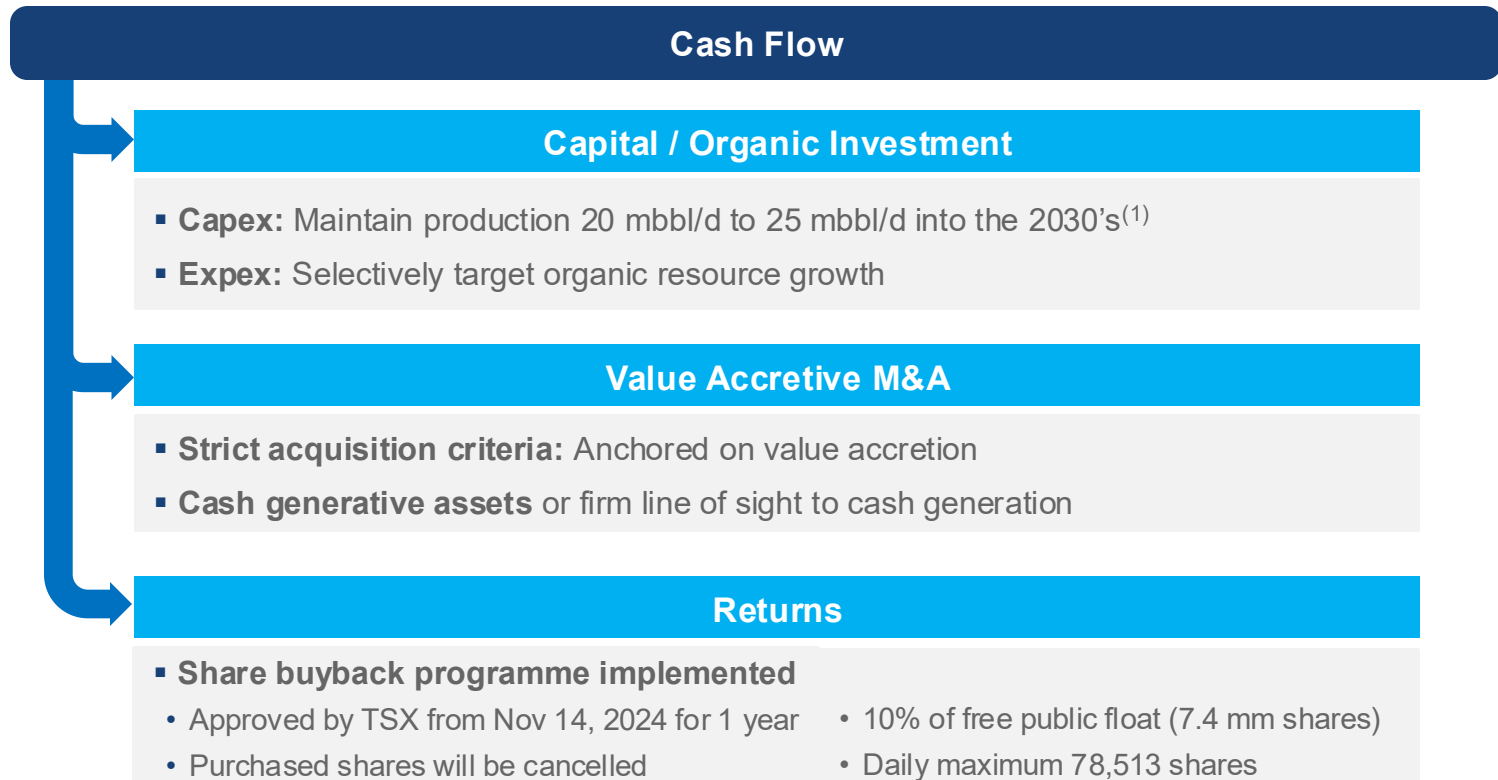 Cash Flow
Capital / Organic Investment
▪ Capex: Maintain production 20 mbbl/d to 25 mbbl/d into the 2030's(1)
▪ Expex: Selectively target organic resource growth
Value Accretive M&A
▪ Strict acquisition criteria: Anchored on value accretion
▪ Cash generative assets or firm line of sight to cash generation
Returns
▪ Share buyback programme implemented
• Approved by TSX from Nov 14, 2024 for 1 year
• Purchased shares will be cancelled
• 10% of free public float (7.4 mm shares)
• Daily maximum 78,513 shares